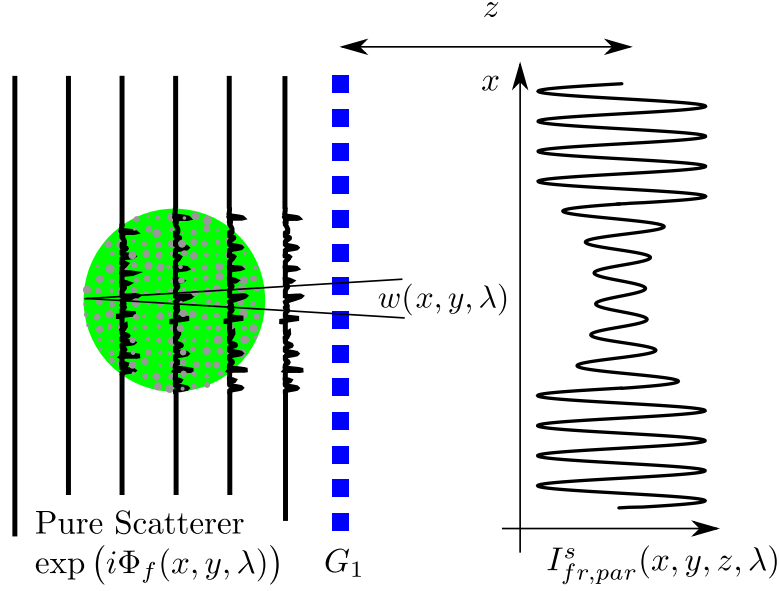 z
x
w(x, y, λ)
Pure Scatterer
exp (iΦ_f(x, y, λ))
G_1
I^s_{fr,par}(x, y, z, λ)